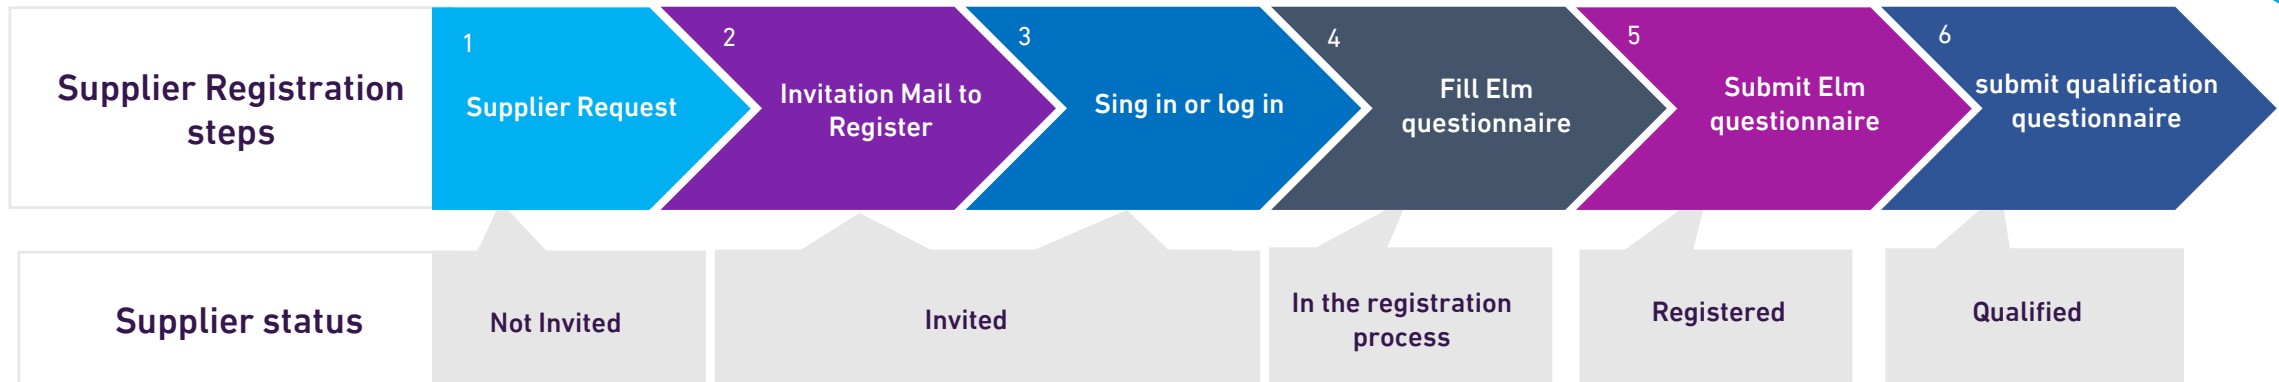 Supplier Registration
steps
1
Supplier Request
2
Invitation Mail to
Register
3
Sing in or log in
4
Fill Elm
questionnaire
5
Submit Elm
questionnaire
6
submit qualification
questionnaire
Supplier status
Not Invited
Invited
In the registration
process
Registered
Qualified